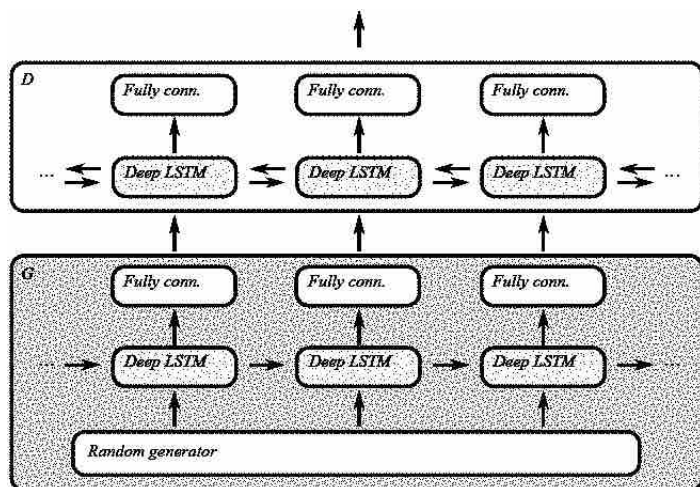 D
Fully conn. Fully conn. Fully conn.
... Deep LSTM Deep LSTM Deep LSTM ...
G
Fully conn. Fully conn. Fully conn.
... Deep LSTM Deep LSTM Deep LSTM ...
Random generator